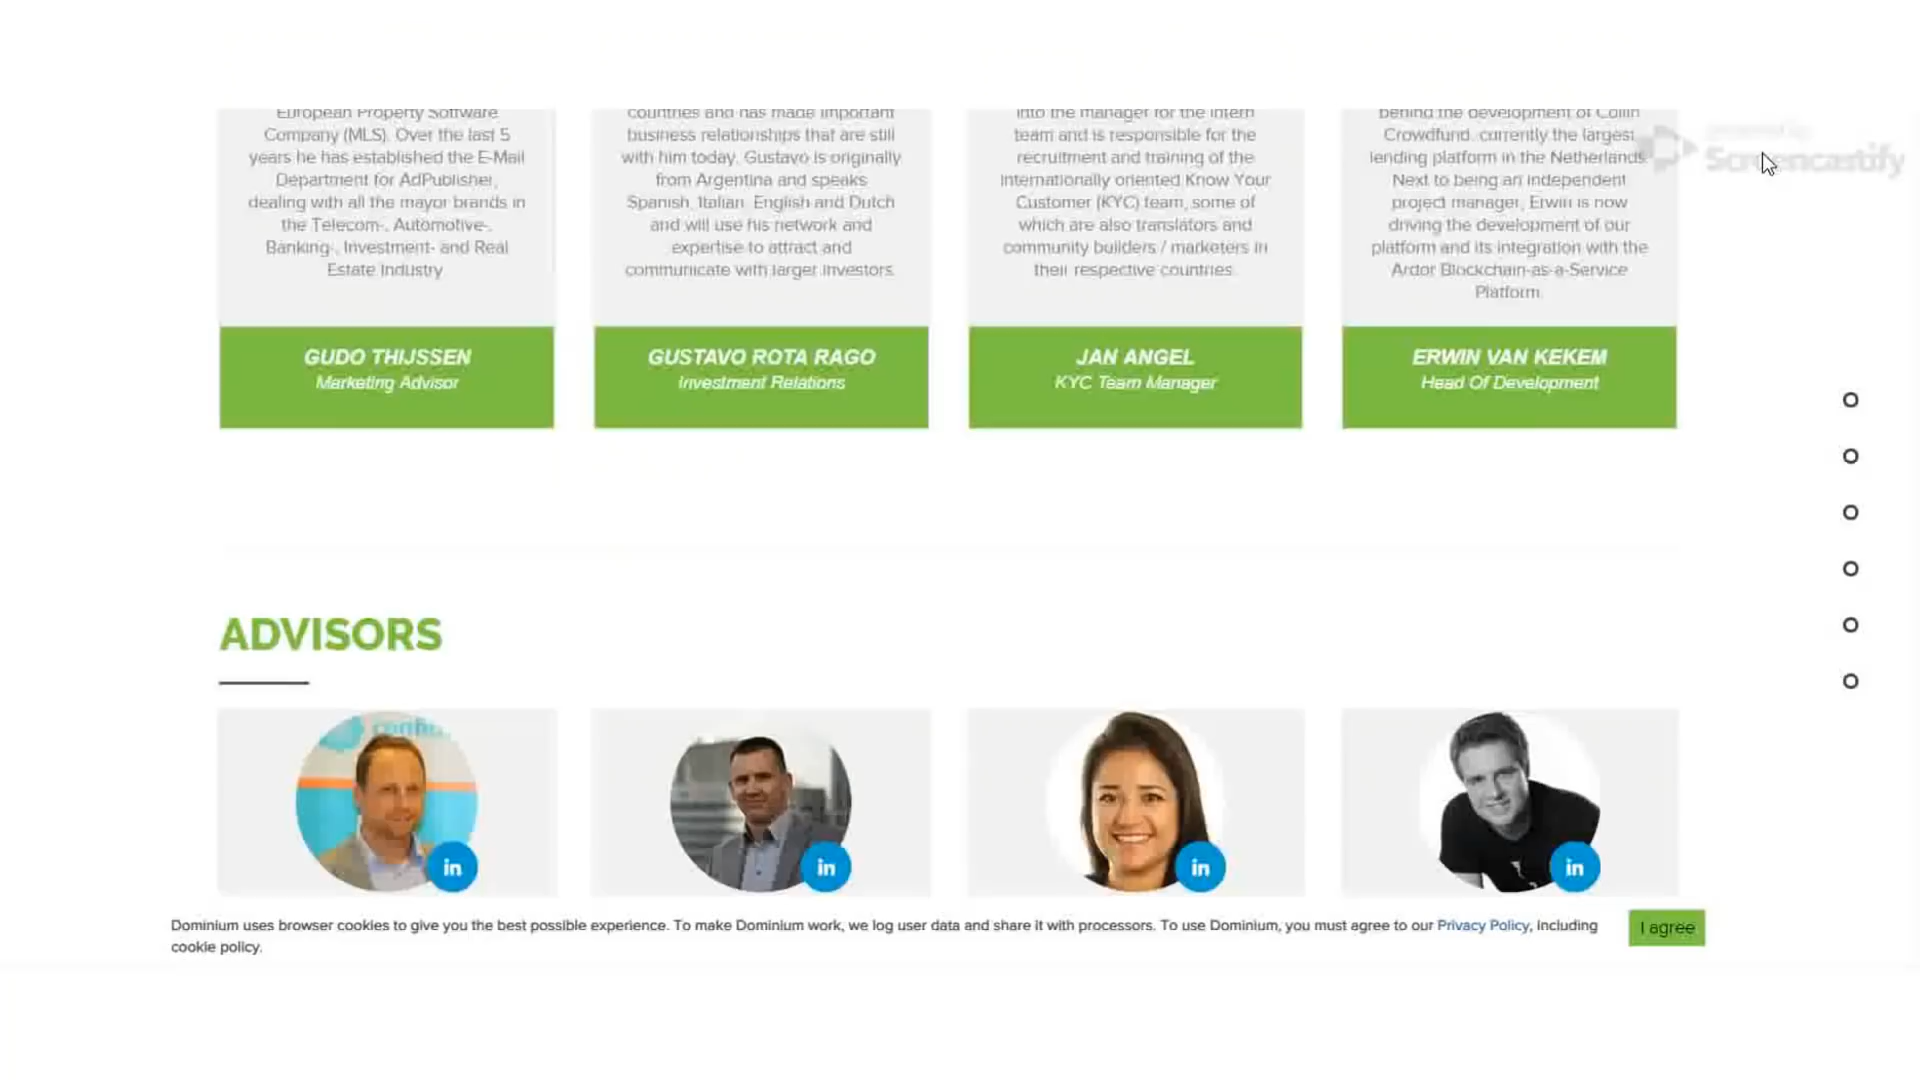 European Property Software
Company (MLS). Over the last 5
years he has established the E-Mail
Department for AdPublisher,
dealing with all the mayor brands in
the Telecom-, Automotive-,
Banking-, Investment- and Real
Estate Industry
GUDO THIJSSEN
Marketing Advisor
countries and has made important
business relationships that are still
with him today. Gustavo is originally
from Argentina and speaks
Spanish, Italian, English and Dutch
and will use his network and
expertise to attract and
communicate with larger investors.
GUSTAVO ROTA RAGO
Investment Relations
into the manager for the intern
team and is responsible for the
recruitment and training of the
internationally oriented Know Your
Customer (KYC) team, some of
which are also translators and
community builders / marketers in
their respective countries.
JAN ANGEL
KYC Team Manager
behind the development of Collin
Crowdfund, currently the largest
lending platform in the Netherlands.
Next to being an independent
project manager, Erwin is now
driving the development of our
platform and its integration with the
Ardor Blockchain-as-a-Service
Platform.
ERWIN VAN KEKEM
Head Of Development
Screencastify
ADVISORS
in
in
in
in
Dominium uses browser cookies to give you the best possible experience. To make Dominium work, we log user data and share it with processors. To use Dominium, you must agree to our Privacy Policy, including
cookie policy.
I agree